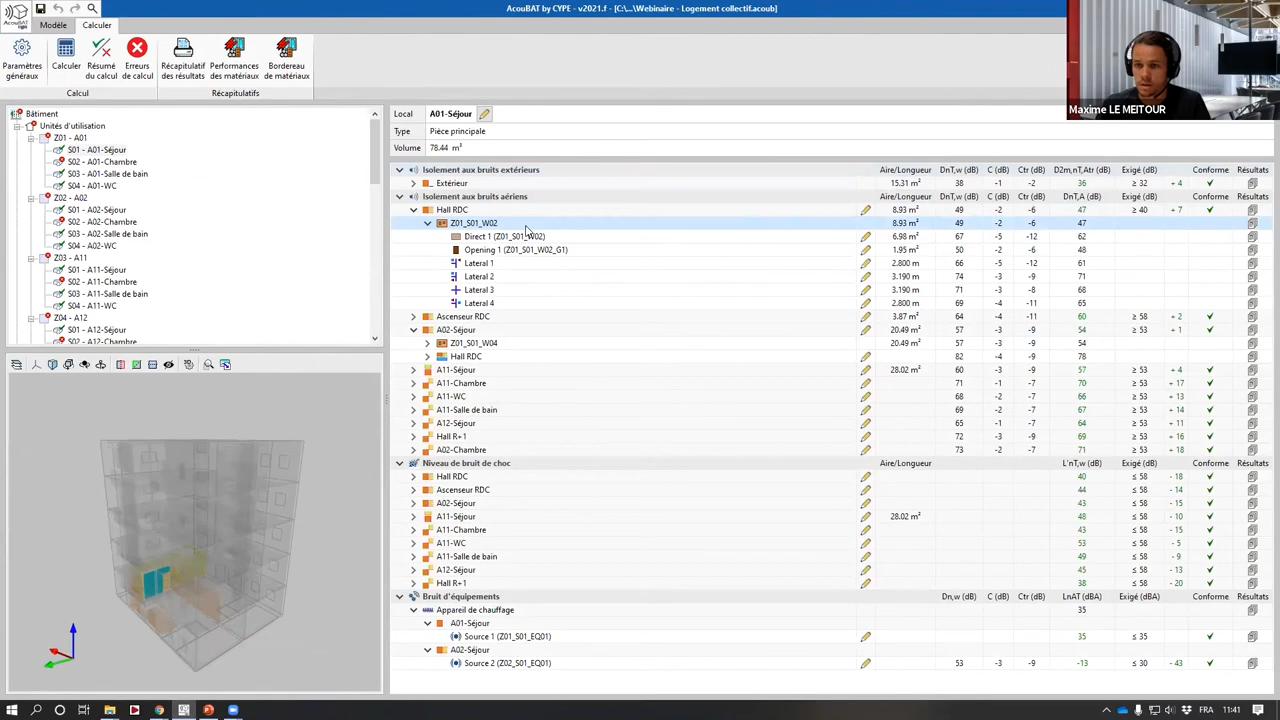 AcouBAT by CYPE - v2021.f - [C:\...\Webinaire - Logement collectif.acoub]
AcouBAT
Modèle Calculer
Paramètres généraux
Calculer
Résumé du calcul
Erreurs de calcul
Récapitulatif des résultats
Performances des matériaux
Bordereau de matériaux
Calcul Récapitulatifs
Maxime LE MEITOUR
Bâtiment
Unités d'utilisation
Z01 - A01
S01 - A01-Séjour
S02 - A01-Chambre
S03 - A01-Salle de bain
S04 - A01-WC
Z02 - A02
S01 - A02-Séjour
S02 - A02-Chambre
S03 - A02-Salle de bain
S04 - A02-WC
Z03 - A11
S01 - A11-Séjour
S02 - A11-Chambre
S03 - A11-Salle de bain
S04 - A11-WC
Z04 - A12
S01 - A12-Séjour
S02 - A12-Chambre
Local A01-Séjour
Type Pièce principale
Volume 78.44 m³
Isolement aux bruits extérieurs Aire/Longueur DnT,w (dB) C (dB) Ctr (dB) D2m,nT,Atr (dB) Exigé (dB) Conforme Résultats
Extérieur 15.31 m² 38 -1 -2 36 ≥ 32 + 4
Isolement aux bruits aériens Aire/Longueur DnT,w (dB) C (dB) Ctr (dB) DnT,A (dB) Exigé (dB) Conforme Résultats
Hall RDC 8.93 m² 49 -2 -6 47 ≥ 40 + 7
Z01_S01_W02 8.93 m² 49 -2 -6 47
Direct 1 (Z01_S01_W02) 6.98 m² 67 -5 -12 62
Opening 1 (Z01_S01_W02_G1) 1.95 m² 50 -2 -6 48
Lateral 1 2.800 m 66 -5 -12 61
Lateral 2 3.190 m 74 -3 -9 71
Lateral 3 3.190 m 71 -3 -8 68
Lateral 4 2.800 m 69 -4 -11 65
Ascenseur RDC 3.87 m² 64 -4 -11 60 ≥ 58 + 2
A02-Séjour 20.49 m² 57 -3 -9 54 ≥ 53 + 1
Z01_S01_W04 20.49 m² 57 -3 -9 54
Hall RDC 82 -4 -9 78
A11-Séjour 28.02 m² 60 -3 -9 57 ≥ 53 + 4
A11-Chambre 71 -1 -7 70 ≥ 53 + 17
A11-WC 68 -2 -7 66 ≥ 53 + 13
A11-Salle de bain 69 -2 -7 67 ≥ 53 + 14
A12-Séjour 65 -1 -7 64 ≥ 53 + 11
Hall R+1 72 -3 -9 69 ≥ 53 + 16
A02-Chambre 73 -2 -7 71 ≥ 53 + 18
Niveau de bruit de choc Aire/Longueur L'nT,w (dB) Exigé (dB) Conforme Résultats
Hall RDC 40 ≤ 58 - 18
Ascenseur RDC 44 ≤ 58 - 14
A02-Séjour 43 ≤ 58 - 15
A11-Séjour 28.02 m² 48 ≤ 58 - 10
A11-Chambre 43 ≤ 58 - 15
A11-WC 53 ≤ 58 - 5
A11-Salle de bain 49 ≤ 58 - 9
A12-Séjour 45 ≤ 58 - 13
Hall R+1 38 ≤ 58 - 20
Bruit d'équipements Dn,w (dB) C (dB) Ctr (dB) LnAT (dBA) Exigé (dBA) Conforme Résultats
Appareil de chauffage 35
A01-Séjour
Source 1 (Z01_S01_EQ01) 35 ≤ 35
A02-Séjour
Source 2 (Z02_S01_EQ01) 53 -3 -9 -13 ≤ 30 - 43
FRA 11:41